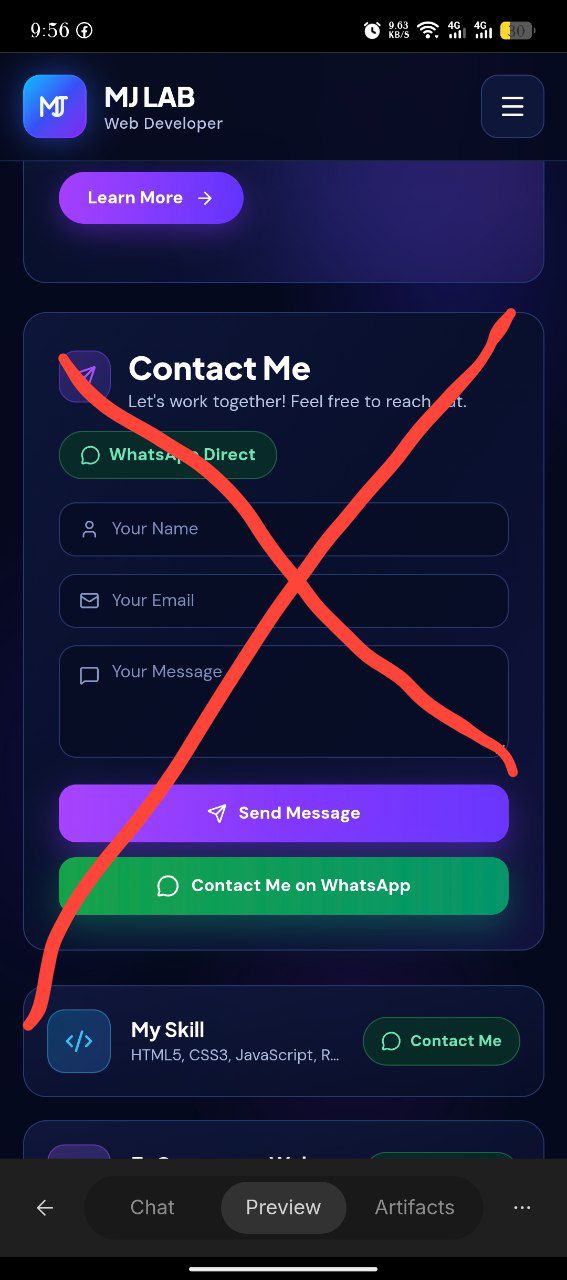 9:56
9.63
KB/S
4G
4G
30
MJ
MJ LAB
Web Developer
Learn More
Contact Me
Let's work together! Feel free to reach
WhatsApp Direct
Your Name
Your Email
Your Message
Send Message
Contact Me on WhatsApp
My Skill
HTML5, CSS3, JavaScript, R...
Contact Me
Chat
Preview
Artifacts